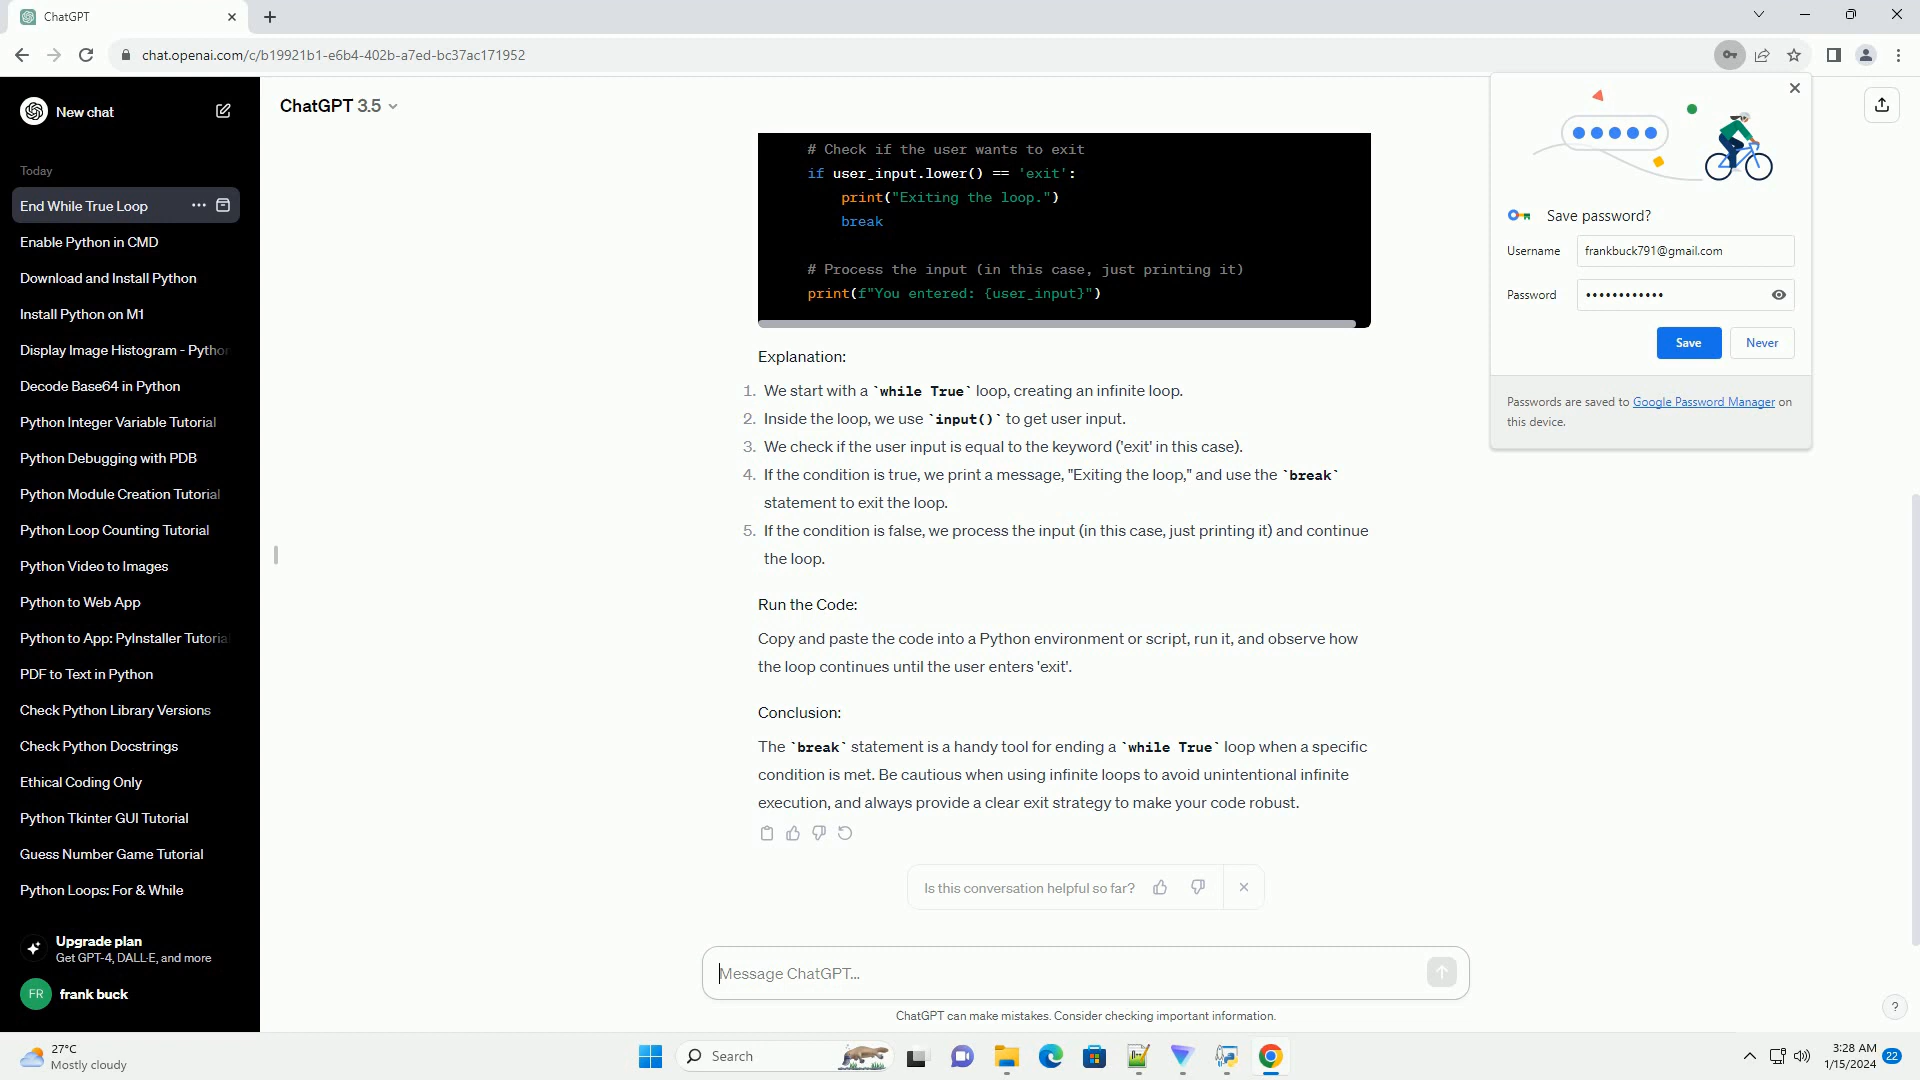 ChatGPT
chat.openai.com/c/b19921b1-e6b4-402b-a7ed-bc37ac171952
New chat
Today
End While True Loop
Enable Python in CMD
Download and Install Python
Install Python on M1
Display Image Histogram - Python
Decode Base64 in Python
Python Integer Variable Tutorial
Python Debugging with PDB
Python Module Creation Tutorial
Python Loop Counting Tutorial
Python Video to Images
Python to Web App
Python to App: PyInstaller Tutorial
PDF to Text in Python
Check Python Library Versions
Check Python Docstrings
Ethical Coding Only
Python Tkinter GUI Tutorial
Guess Number Game Tutorial
Python Loops: For & While
Upgrade plan
Get GPT-4, DALL·E, and more
FR frank buck
ChatGPT 3.5
# Check if the user wants to exit
if user_input.lower() == 'exit':
print("Exiting the loop.")
break
# Process the input (in this case, just printing it)
print(f"You entered: {user_input}")
Explanation:
1. We start with a `while True` loop, creating an infinite loop.
2. Inside the loop, we use `input()` to get user input.
3. We check if the user input is equal to the keyword ('exit' in this case).
4. If the condition is true, we print a message, "Exiting the loop," and use the `break`
statement to exit the loop.
5. If the condition is false, we process the input (in this case, just printing it) and continue
the loop.
Run the Code:
Copy and paste the code into a Python environment or script, run it, and observe how
the loop continues until the user enters 'exit'.
Conclusion:
The `break` statement is a handy tool for ending a `while True` loop when a specific
condition is met. Be cautious when using infinite loops to avoid unintentional infinite
execution, and always provide a clear exit strategy to make your code robust.
Is this conversation helpful so far?
Message ChatGPT...
ChatGPT can make mistakes. Consider checking important information.
?
Save password?
Username frankbuck791@gmail.com
Password ••••••••••••
Save Never
Passwords are saved to Google Password Manager on
this device.
27°C
Mostly cloudy
Search
3:28 AM
1/15/2024
22